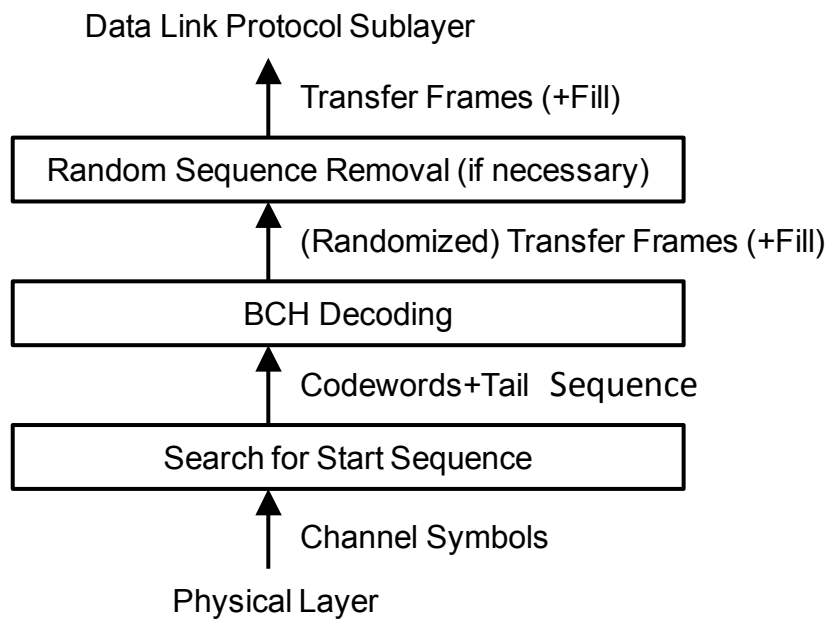 Data Link Protocol Sublayer
Transfer Frames (+Fill)
Random Sequence Removal (if necessary)
(Randomized) Transfer Frames (+Fill)
BCH Decoding
Codewords+Tail Sequence
Search for Start Sequence
Channel Symbols
Physical Layer